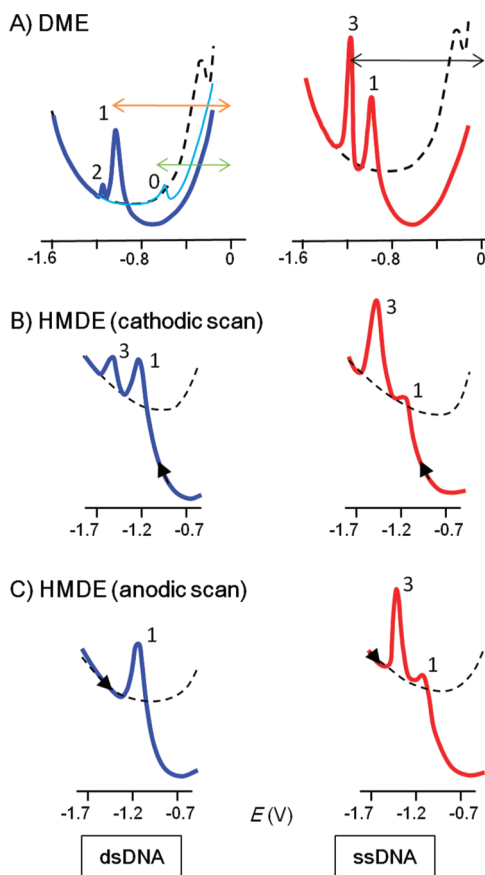 A) DME
3
1
1
2
0
-1.6 -0.8 0
-1.6 -0.8 0
B) HMDE (cathodic scan)
3 1
3
1
-1.7 -1.2 -0.7
-1.7 -1.2 -0.7
C) HMDE (anodic scan)
1
3
1
-1.7 -1.2 -0.7
-1.7 -1.2 -0.7
E (V)
dsDNA
ssDNA